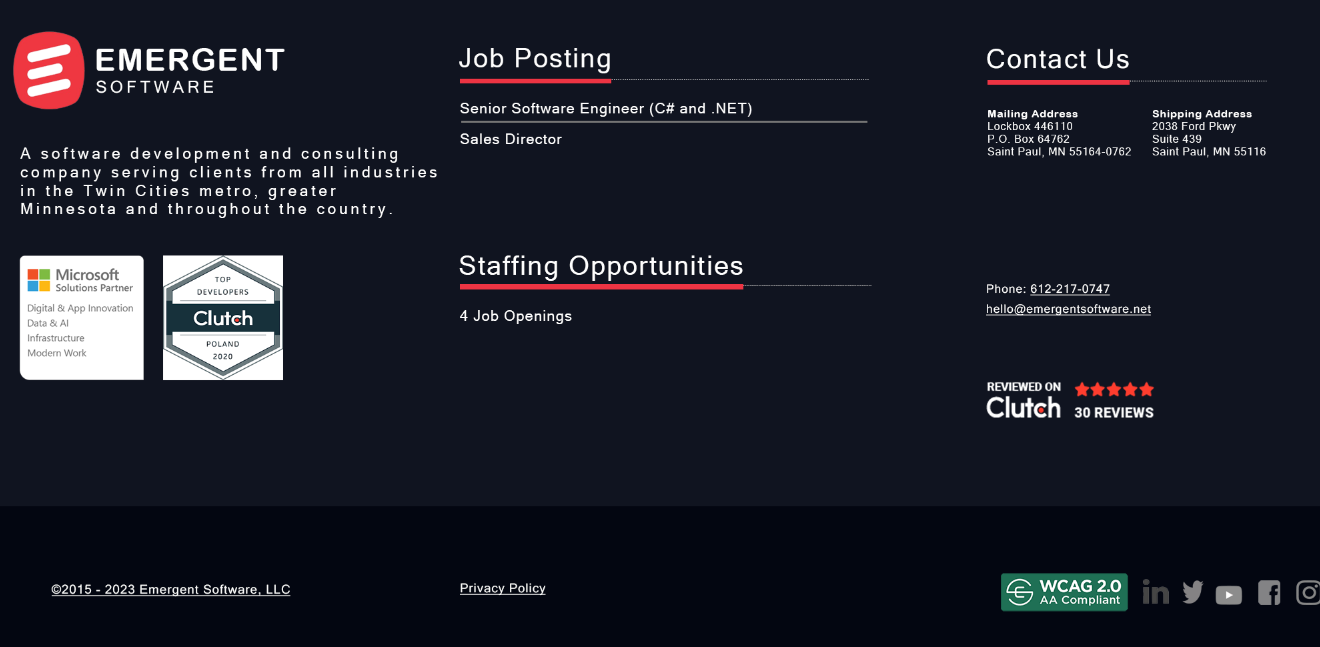 EMERGENT
SOFTWARE
A software development and consulting
company serving clients from all industries
in the Twin Cities metro, greater
Minnesota and throughout the country.
Microsoft
Solutions Partner
Digital & App Innovation
Data & AI
Infrastructure
Modern Work
TOP
DEVELOPERS
Clutch
POLAND
2020
Job Posting
Senior Software Engineer (C# and .NET)
Sales Director
Staffing Opportunities
4 Job Openings
Contact Us
Mailing Address
Lockbox 446110
P.O. Box 64762
Saint Paul, MN 55164-0762
Shipping Address
2038 Ford Pkwy
Suite 439
Saint Paul, MN 55116
Phone: 612-217-0747
hello@emergentsoftware.net
REVIEWED ON
Clutch
30 REVIEWS
©2015 - 2023 Emergent Software, LLC
Privacy Policy
WCAG 2.0
AA Compliant
in